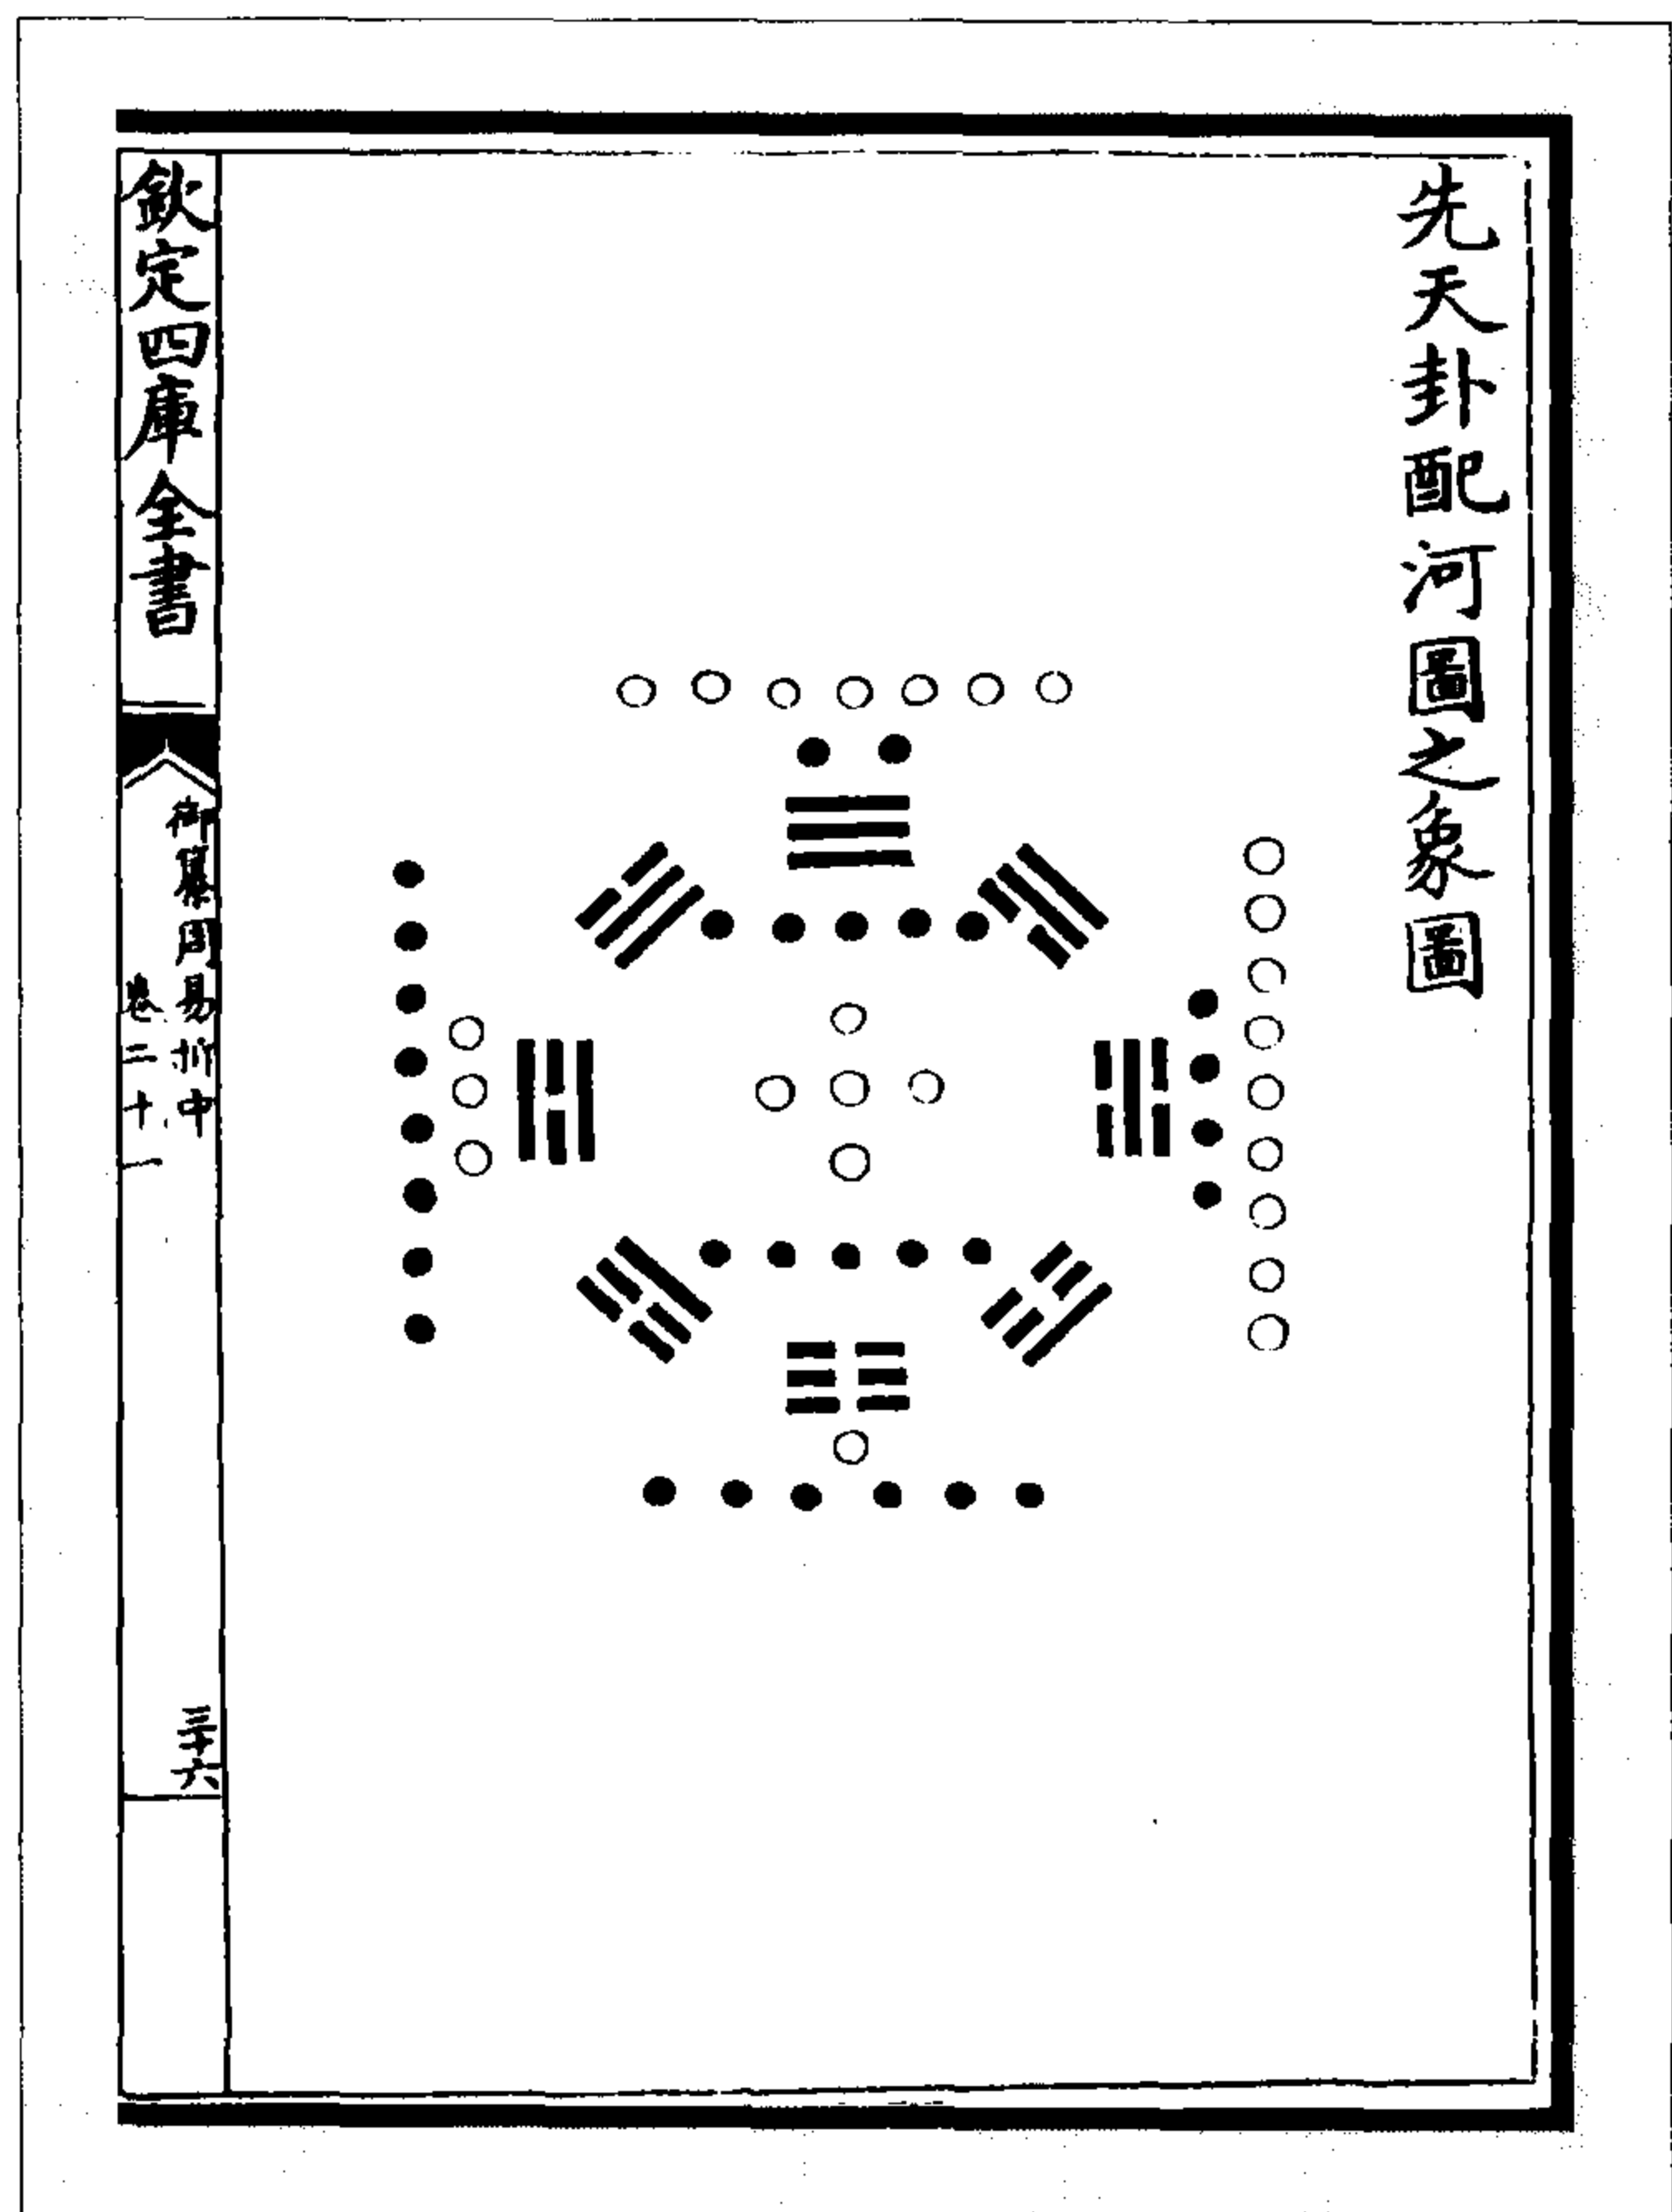 先天卦配河圖之象圖
欽定四庫全書
御纂周易折中
卷二十一
三十六